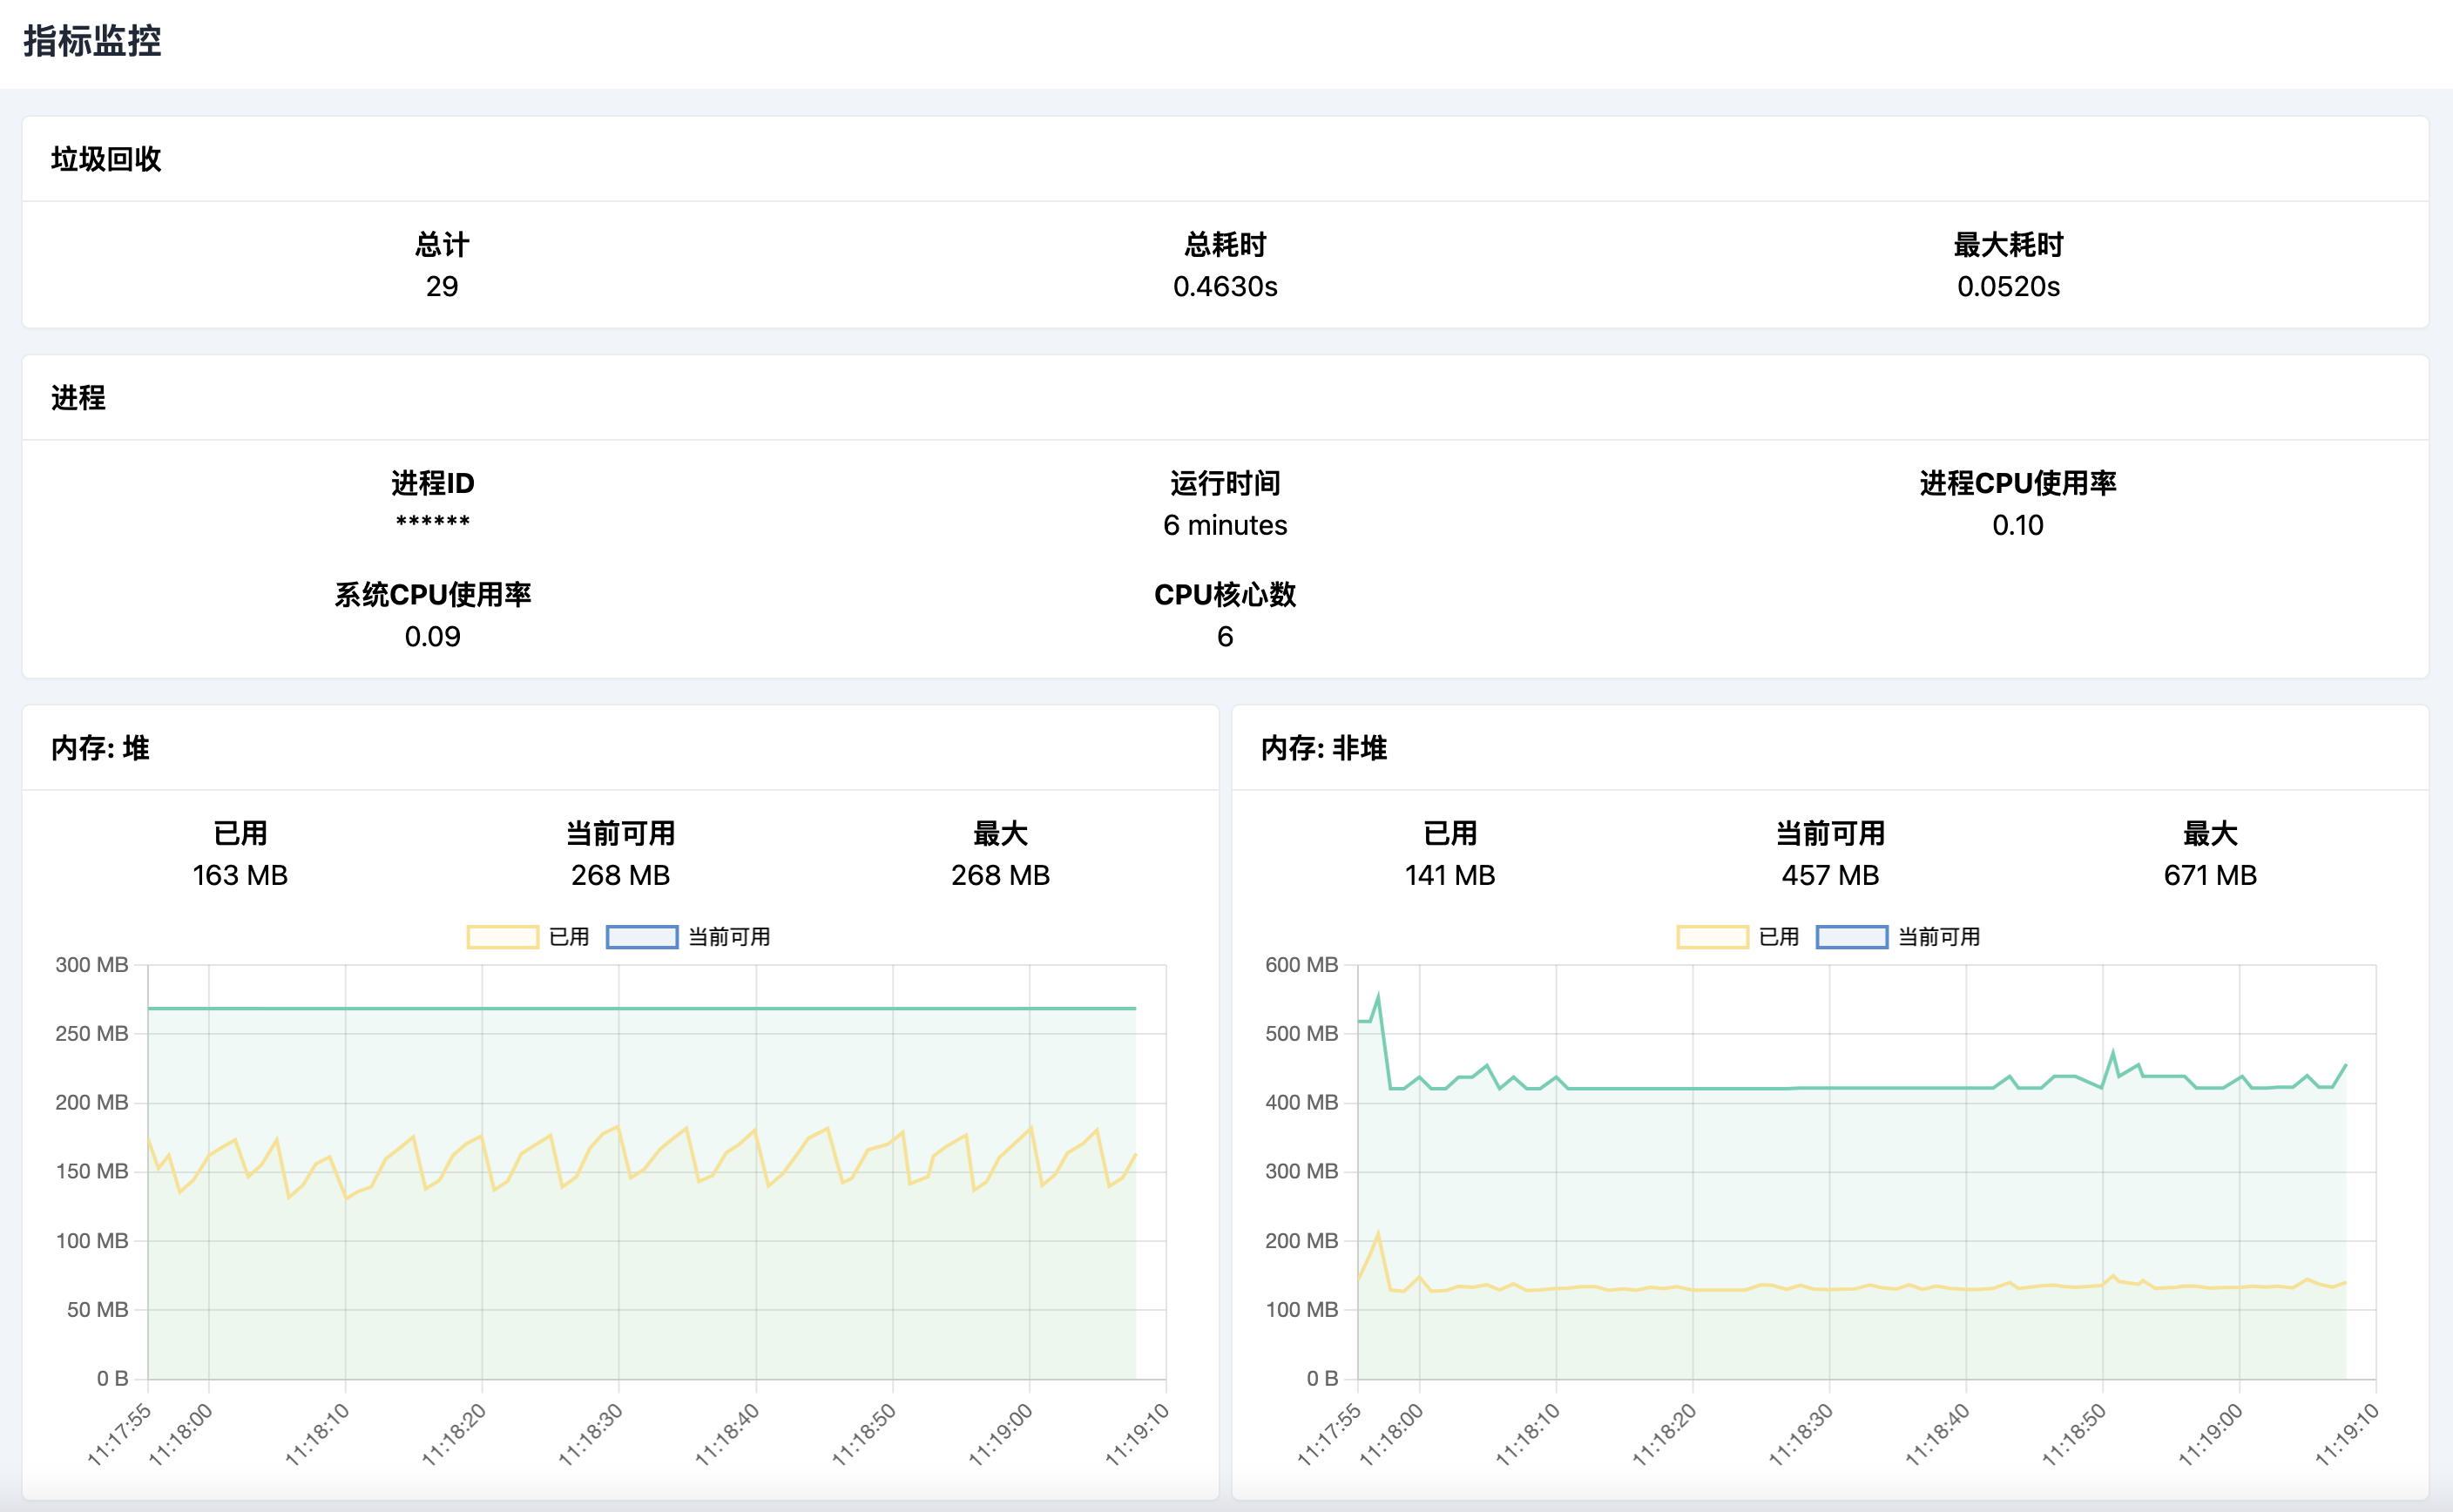 指标监控
垃圾回收
总计 总耗时 最大耗时
29 0.4630s 0.0520s
进程
进程ID 运行时间 进程CPU使用率
****** 6 minutes 0.10
系统CPU使用率 CPU核心数
0.09 6
内存: 堆
已用 当前可用 最大
163 MB 268 MB 268 MB
已用 当前可用
300 MB
250 MB
200 MB
150 MB
100 MB
50 MB
0 B
11:17:55 11:18:00 11:18:10 11:18:20 11:18:30 11:18:40 11:18:50 11:19:00 11:19:10
内存: 非堆
已用 当前可用 最大
141 MB 457 MB 671 MB
已用 当前可用
600 MB
500 MB
400 MB
300 MB
200 MB
100 MB
0 B
11:17:55 11:18:00 11:18:10 11:18:20 11:18:30 11:18:40 11:18:50 11:19:00 11:19:10